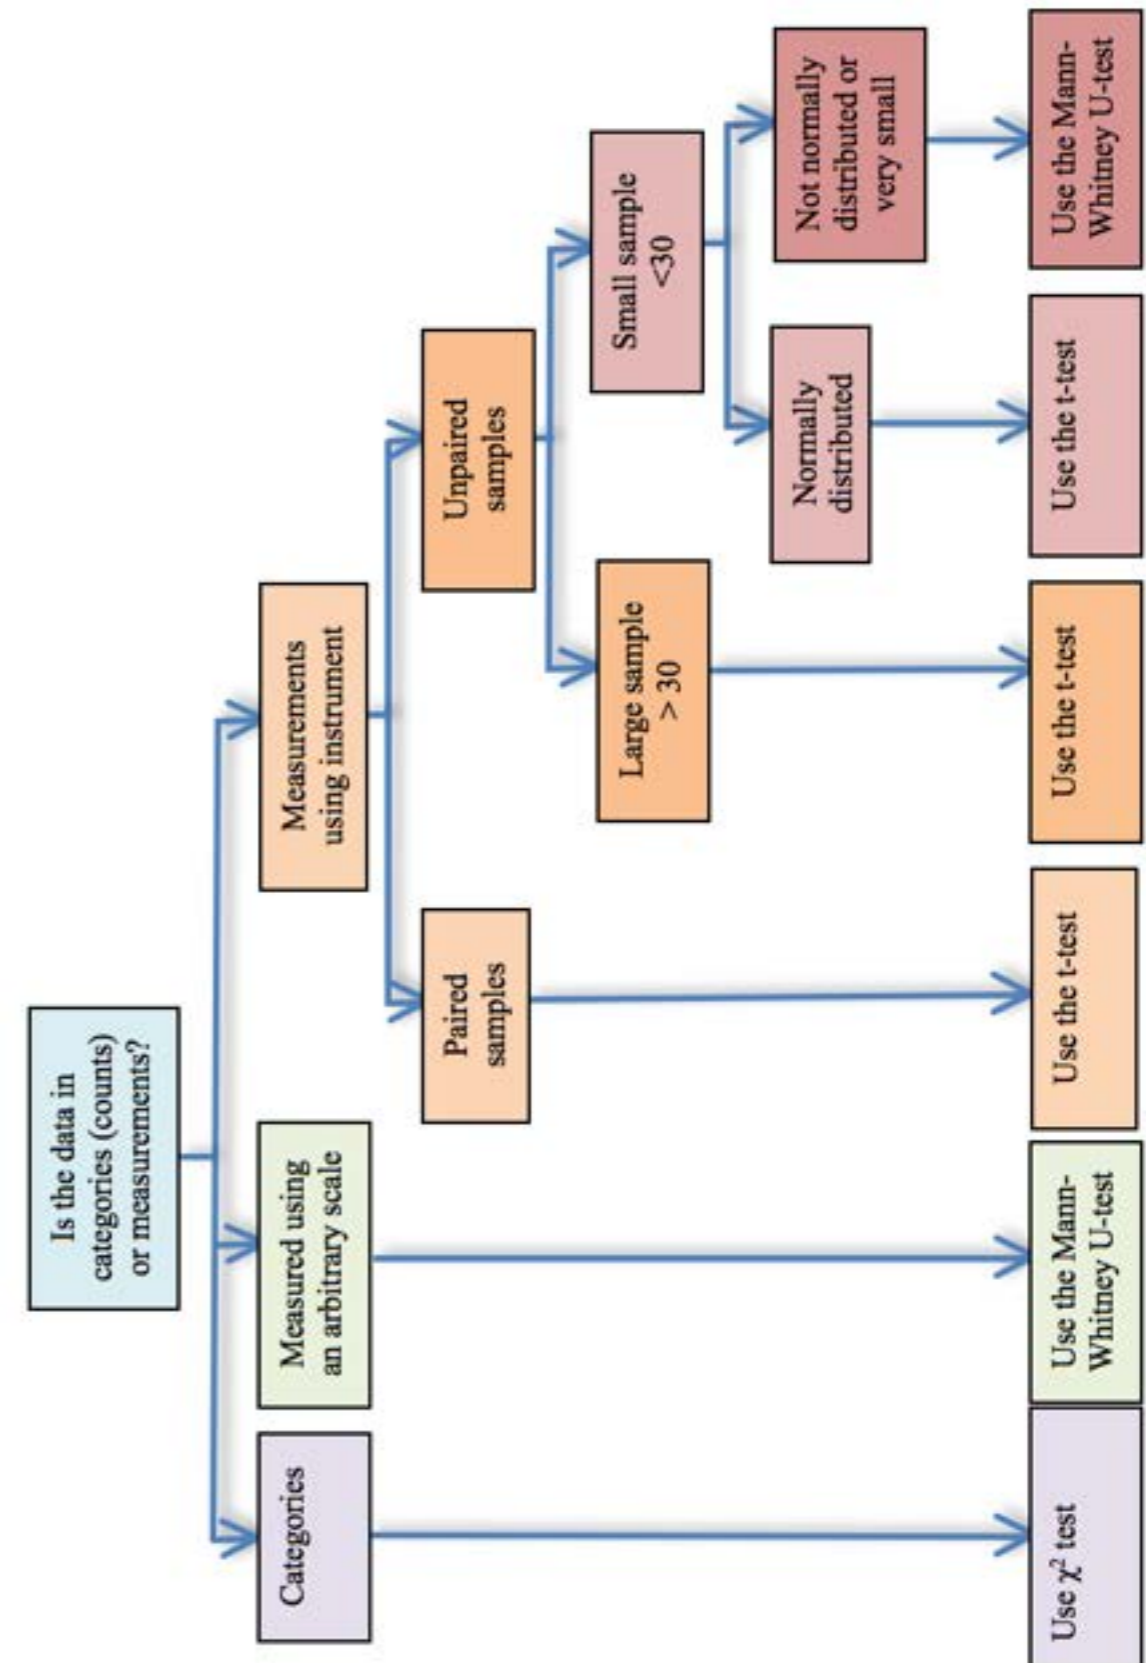 Is the data in
categories (counts)
or measurements?
Categories
Measured using
an arbitrary scale
Measurements
using instrument
Paired
samples
Unpaired
samples
Large sample
> 30
Small sample
<30
Normally
distributed
Not normally
distributed or
very small
Use χ² test
Use the Mann-
Whitney U-test
Use the t-test
Use the t-test
Use the t-test
Use the Mann-
Whitney U-test